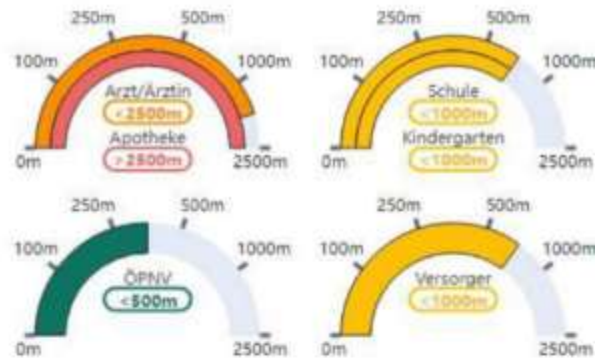 250m 500m
100m 1000m
Arzt/Ärztin
<2500m
Apotheke
>2500m
0m 2500m
250m 500m
100m 1000m
Schule
<1000m
Kindergarten
<1000m
0m 2500m
250m 500m
100m 1000m
ÖPNV
<500m
0m 2500m
250m 500m
100m 1000m
Versorger
<1000m
0m 2500m